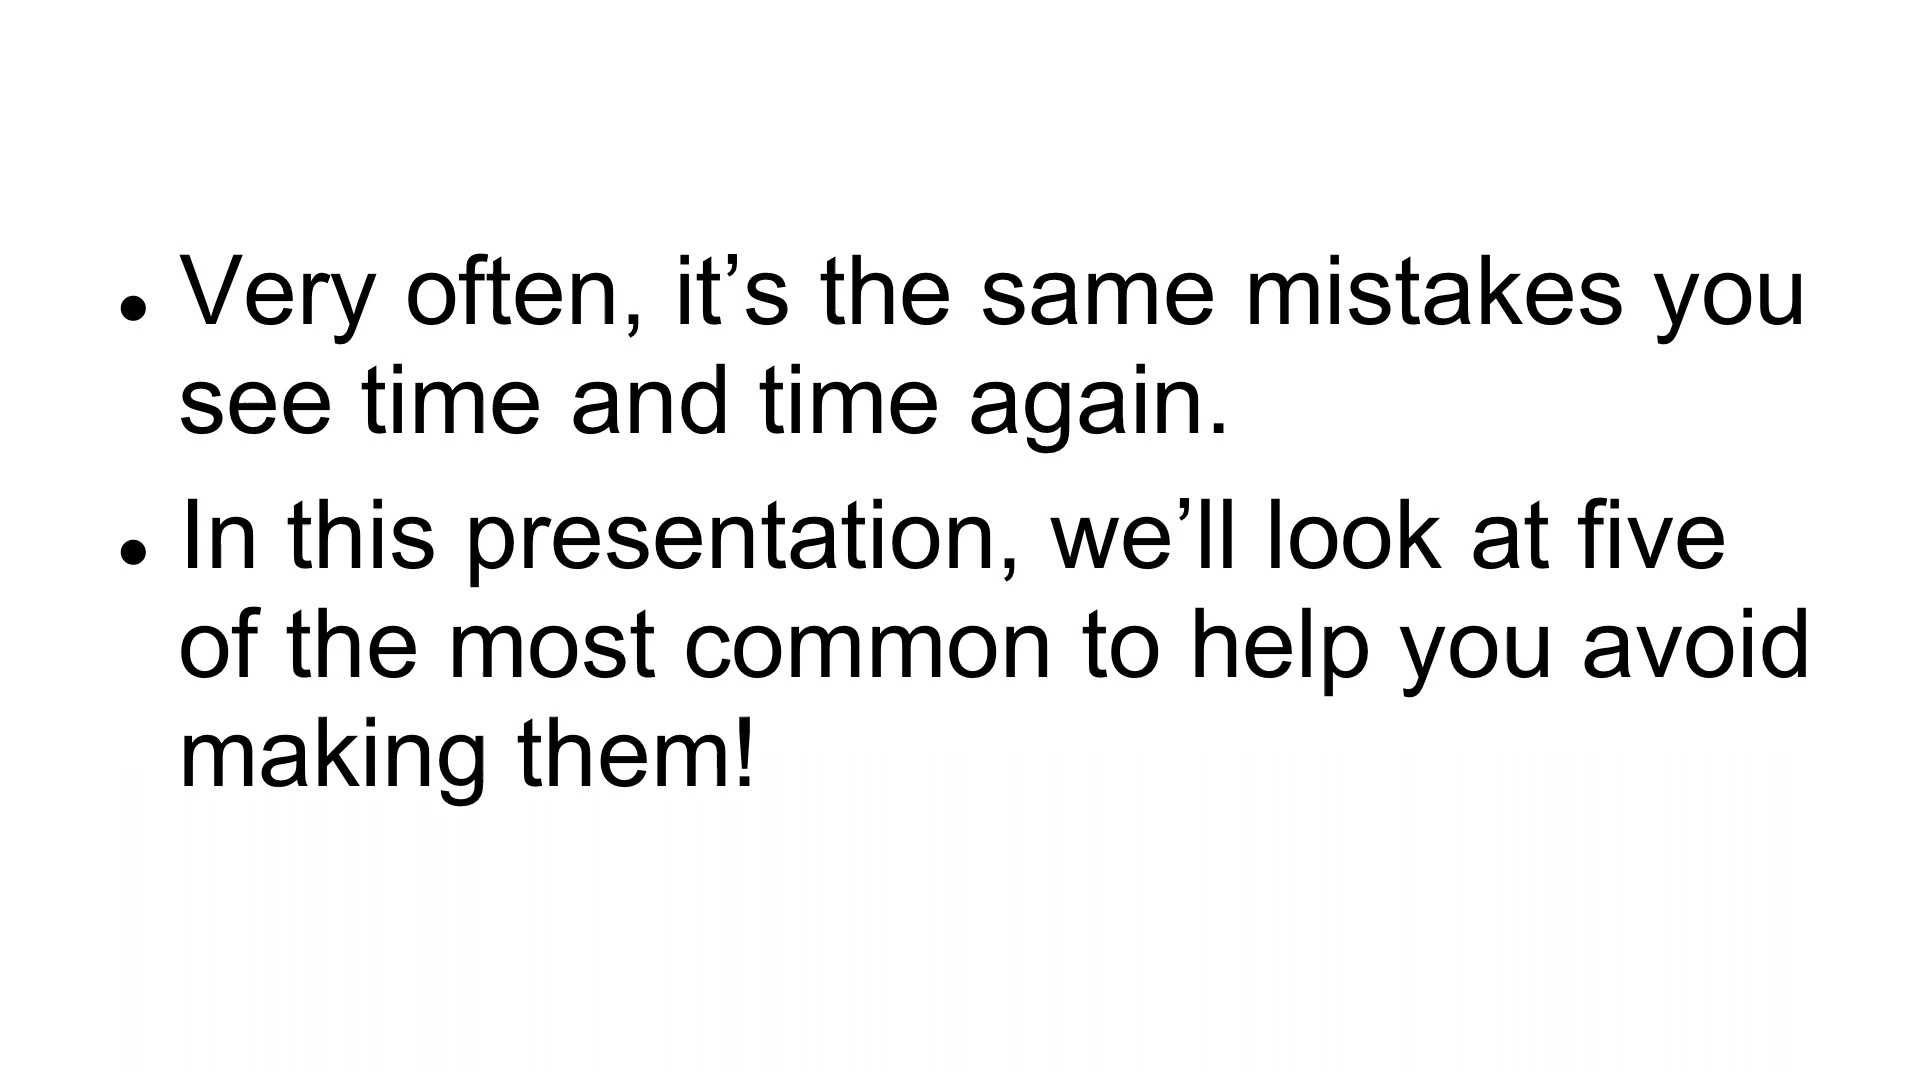 • Very often, it’s the same mistakes you
see time and time again.
• In this presentation, we’ll look at five
of the most common to help you avoid
making them!